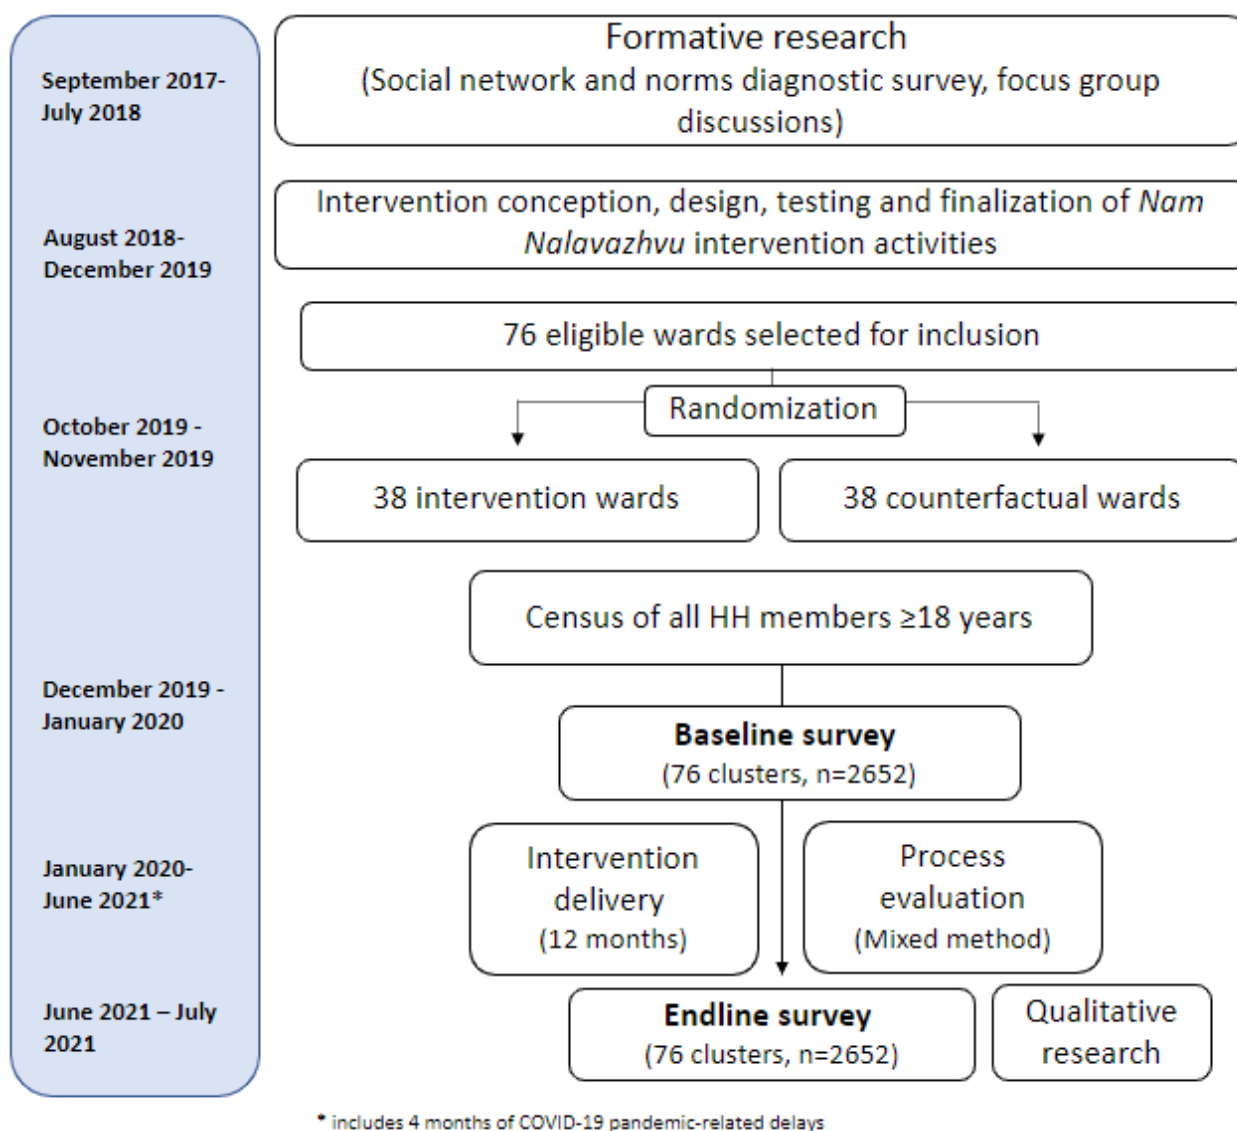 September 2017-
July 2018
Formative research
(Social network and norms diagnostic survey, focus group
discussions)
August 2018-
December 2019
Intervention conception, design, testing and finalization of Nam
Nalavazhvu intervention activities
October 2019 -
November 2019
76 eligible wards selected for inclusion
Randomization
38 intervention wards
38 counterfactual wards
December 2019 -
January 2020
Census of all HH members ≥18 years
Baseline survey
(76 clusters, n=2652)
January 2020-
June 2021*
Intervention
delivery
(12 months)
Process
evaluation
(Mixed method)
June 2021 – July
2021
Endline survey
(76 clusters, n=2652)
Qualitative
research
* includes 4 months of COVID-19 pandemic-related delays